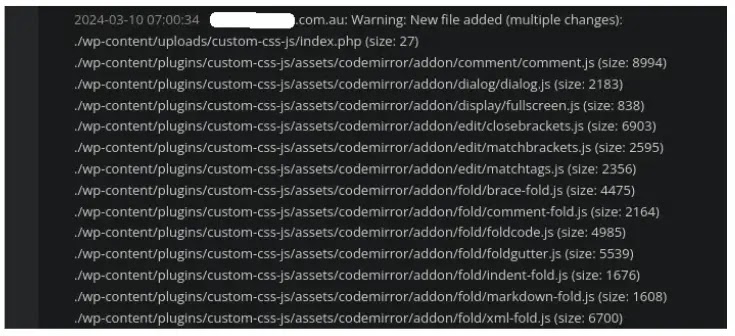 2024-03-10 07:00:34 .com.au: Warning: New file added (multiple changes):
./wp-content/uploads/custom-css-js/index.php (size: 27)
./wp-content/plugins/custom-css-js/assets/codemirror/addon/comment/comment.js (size: 8994)
./wp-content/plugins/custom-css-js/assets/codemirror/addon/dialog/dialog.js (size: 2183)
./wp-content/plugins/custom-css-js/assets/codemirror/addon/display/fullscreen.js (size: 838)
./wp-content/plugins/custom-css-js/assets/codemirror/addon/edit/closebrackets.js (size: 6903)
./wp-content/plugins/custom-css-js/assets/codemirror/addon/edit/matchbrackets.js (size: 2595)
./wp-content/plugins/custom-css-js/assets/codemirror/addon/edit/matchtags.js (size: 2356)
./wp-content/plugins/custom-css-js/assets/codemirror/addon/fold/brace-fold.js (size: 4475)
./wp-content/plugins/custom-css-js/assets/codemirror/addon/fold/comment-fold.js (size: 2164)
./wp-content/plugins/custom-css-js/assets/codemirror/addon/fold/foldcode.js (size: 4985)
./wp-content/plugins/custom-css-js/assets/codemirror/addon/fold/foldgutter.js (size: 5539)
./wp-content/plugins/custom-css-js/assets/codemirror/addon/fold/indent-fold.js (size: 1676)
./wp-content/plugins/custom-css-js/assets/codemirror/addon/fold/markdown-fold.js (size: 1608)
./wp-content/plugins/custom-css-js/assets/codemirror/addon/fold/xml-fold.js (size: 6700)